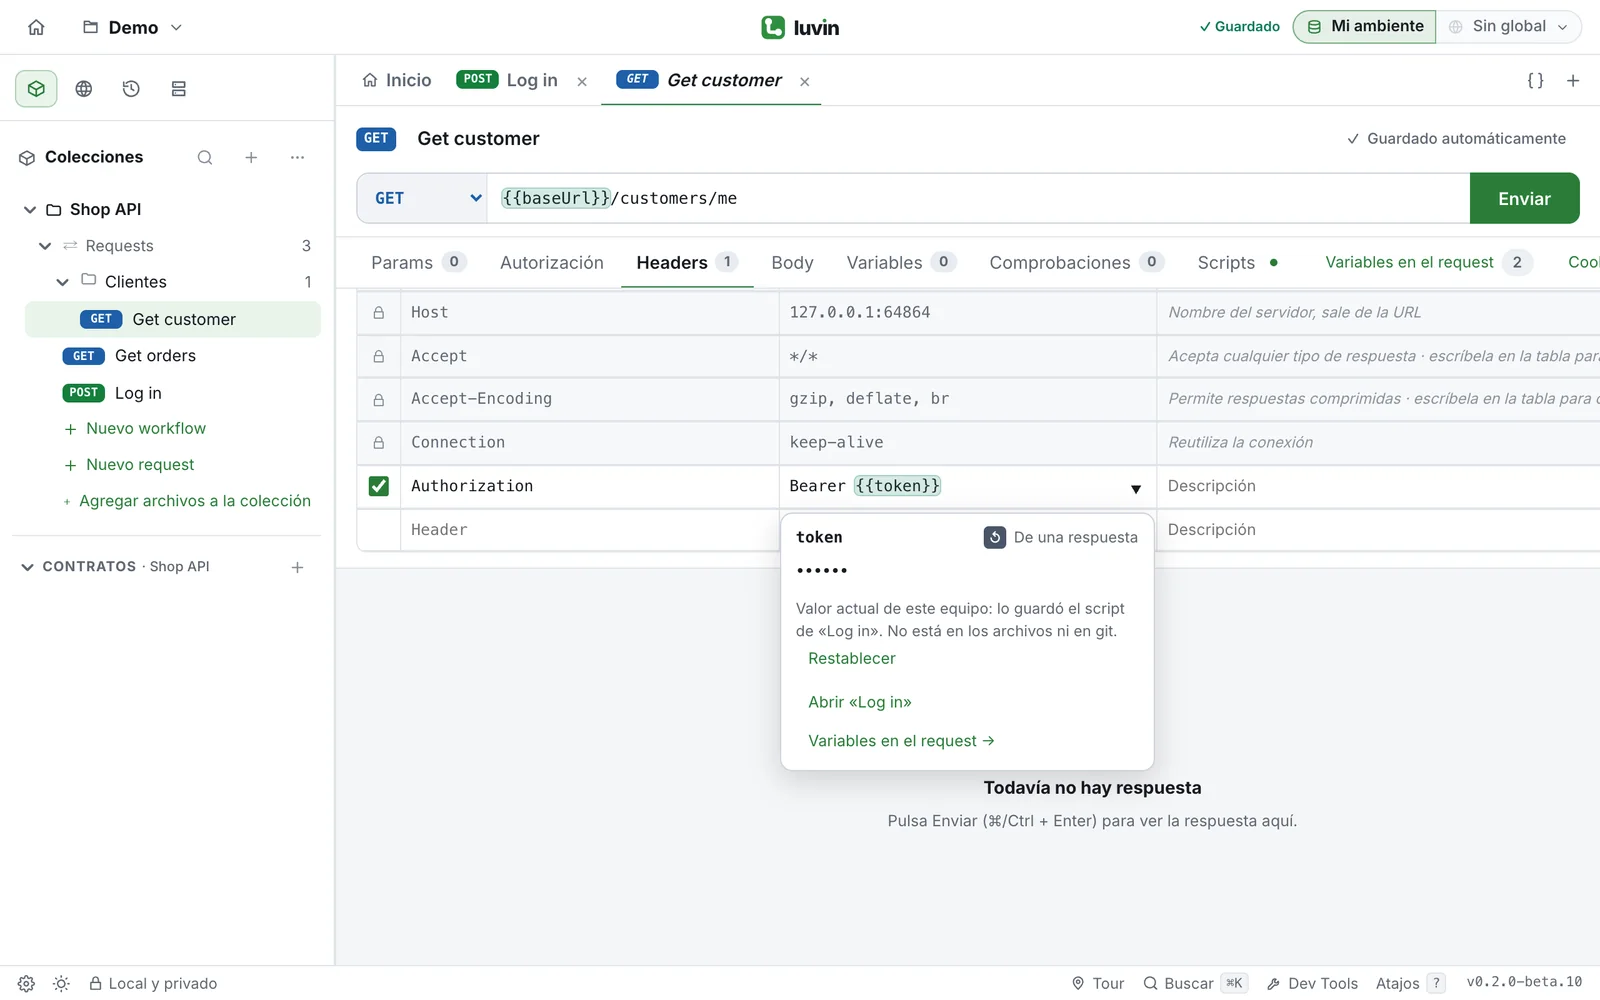 Demo
luvin
Guardado
Mi ambiente
Sin global
Inicio
POST Log in
GET Get customer
Colecciones
GET Get customer
Guardado automáticamente
GET
{{baseUrl}}/customers/me
Enviar
Shop API
Requests 3
Clientes 1
GET Get customer
GET Get orders
POST Log in
+ Nuevo workflow
+ Nuevo request
+ Agregar archivos a la colección
CONTRATOS · Shop API
Params 0
Autorización
Headers 1
Body
Variables 0
Comprobaciones 0
Scripts
Variables en el request 2
Cool
Host 127.0.0.1:64864 Nombre del servidor, sale de la URL
Accept */* Acepta cualquier tipo de respuesta · escríbela en la tabla para
Accept-Encoding gzip, deflate, br Permite respuestas comprimidas · escríbela en la tabla para
Connection keep-alive Reutiliza la conexión
Authorization Bearer {{token}} Descripción
Header Descripción
token De una respuesta
••••••
Valor actual de este equipo: lo guardó el script
de «Log in». No está en los archivos ni en git.
Restablecer
Abrir «Log in»
Variables en el request →
Todavía no hay respuesta
Pulsa Enviar (⌘/Ctrl + Enter) para ver la respuesta aquí.
Local y privado
Tour
Buscar ⌘K
Dev Tools
Atajos ?
v0.2.0-beta.10